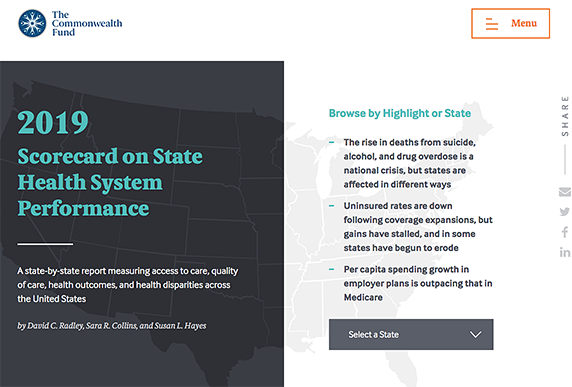 The
Commonwealth
Fund
Menu
2019
Scorecard on State
Health System
Performance
A state-by-state report measuring access to care, quality
of care, health outcomes, and health disparities across
the United States
by David C. Radley, Sara R. Collins, and Susan L. Hayes
Browse by Highlight or State
– The rise in deaths from suicide,
alcohol, and drug overdose is a
national crisis, but states are
affected in different ways
– Uninsured rates are down
following coverage expansions, but
gains have stalled, and in some
states have begun to erode
– Per capita spending growth in
employer plans is outpacing that in
Medicare
Select a State
SHARE